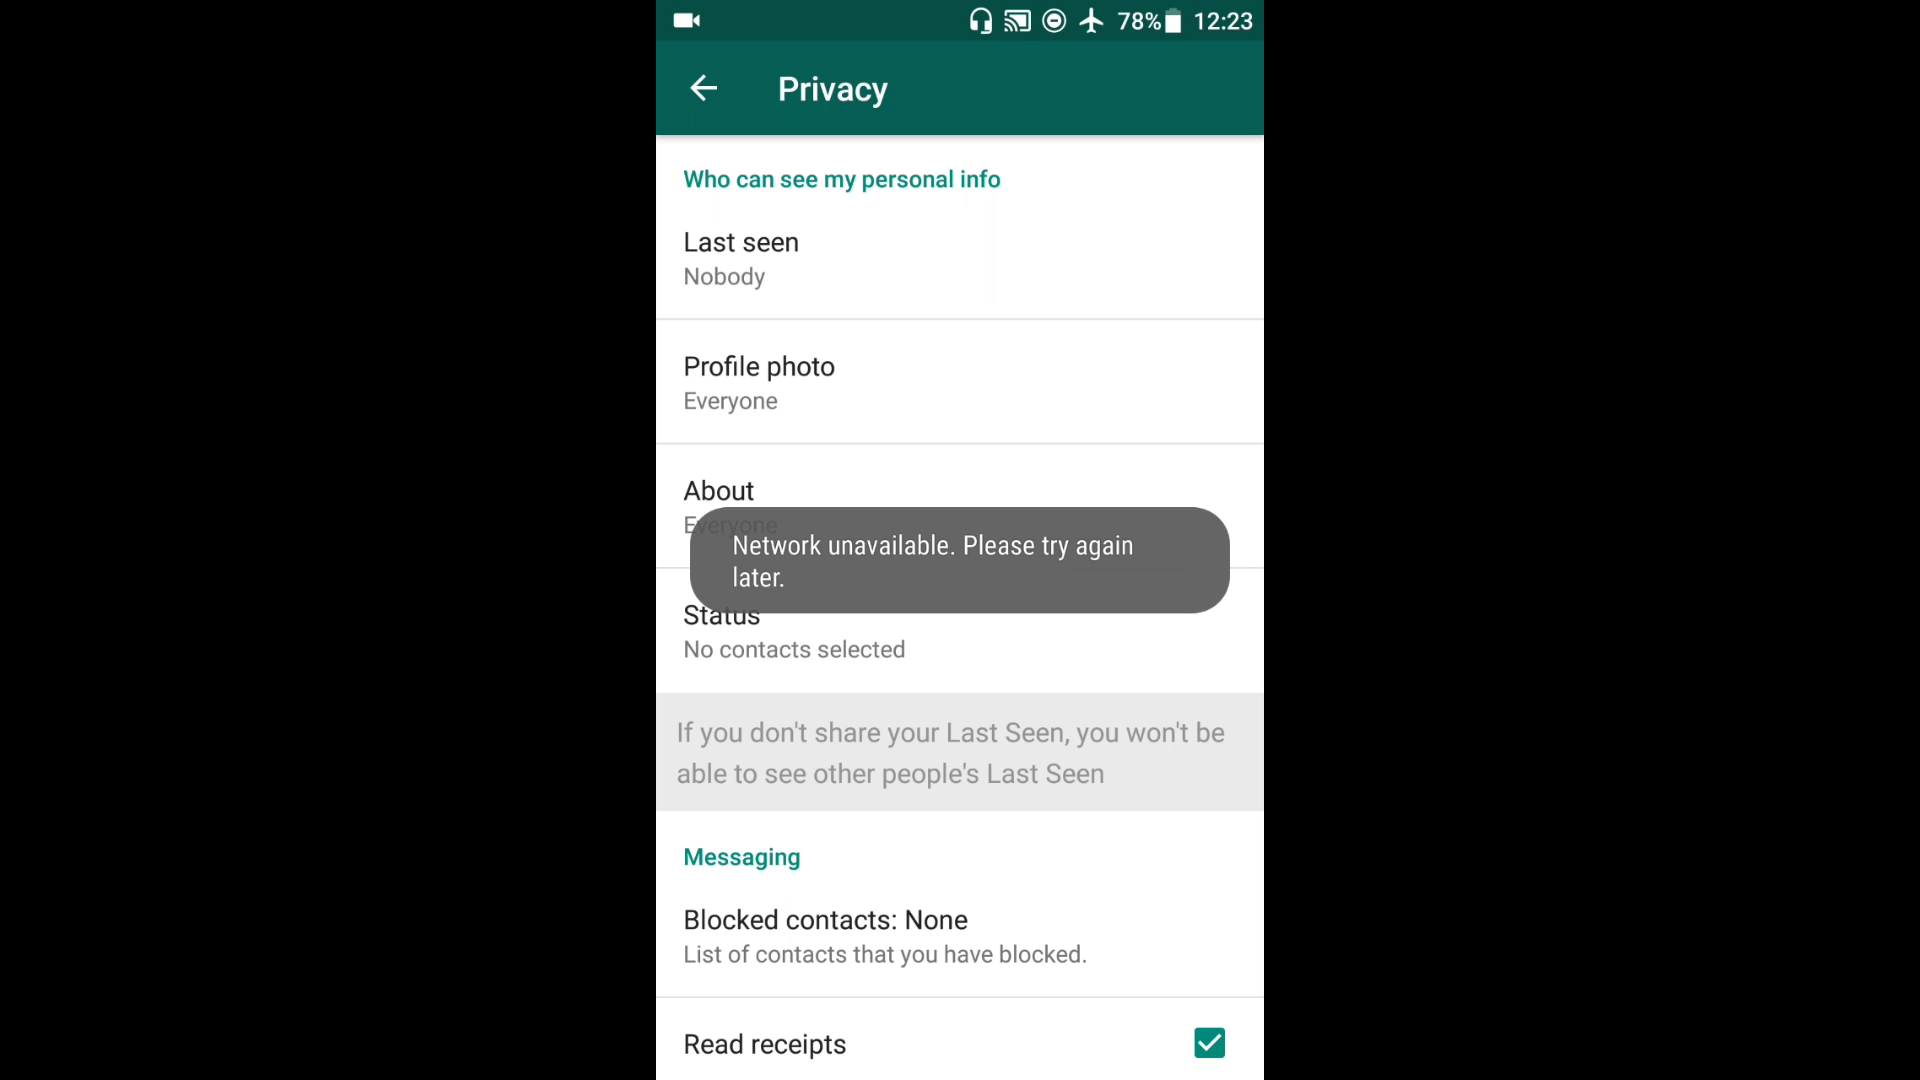 78% 12:23
Privacy
Who can see my personal info
Last seen
Nobody
Profile photo
Everyone
About
Everyone
Network unavailable. Please try again
later.
Status
No contacts selected
If you don't share your Last Seen, you won't be
able to see other people's Last Seen
Messaging
Blocked contacts: None
List of contacts that you have blocked.
Read receipts